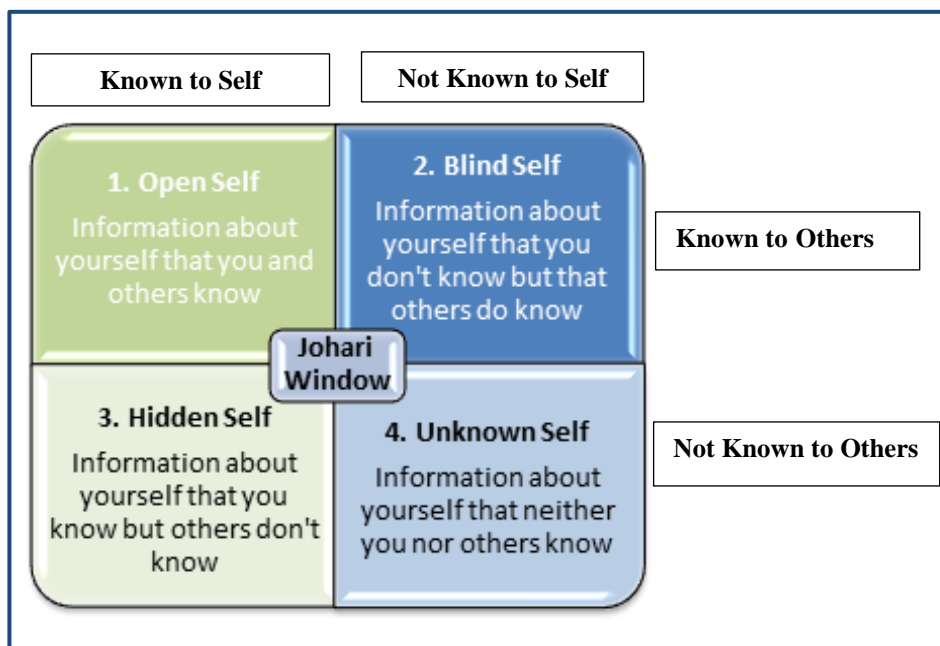 Known to Self
Not Known to Self
1. Open Self
Information about
yourself that you and
others know
2. Blind Self
Information about
yourself that you
don't know but that
others do know
Known to Others
Johari
Window
3. Hidden Self
Information about
yourself that you
know but others don't
know
4. Unknown Self
Information about
yourself that neither
you nor others know
Not Known to Others